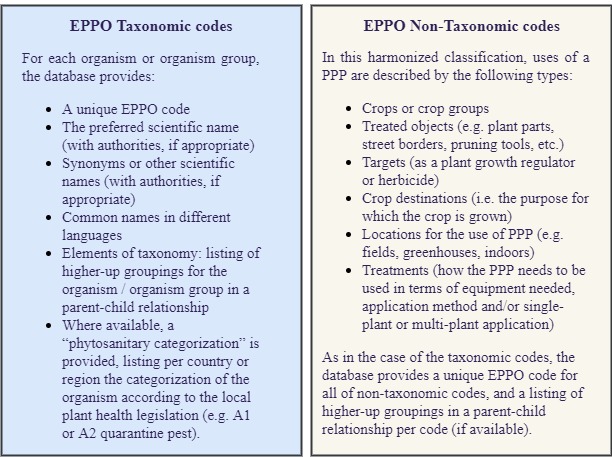 EPPO Taxonomic codes
For each organism or organism group,
the database provides:
• A unique EPPO code
• The preferred scientific name
(with authorities, if appropriate)
• Synonyms or other scientific
names (with authorities, if
appropriate)
• Common names in different
languages
• Elements of taxonomy: listing of
higher-up groupings for the
organism / organism group in a
parent-child relationship
• Where available, a
“phytosanitary categorization” is
provided, listing per country or
region the categorization of the
organism according to the local
plant health legislation (e.g. A1
or A2 quarantine pest).
EPPO Non-Taxonomic codes
In this harmonized classification, uses of a
PPP are described by the following types:
• Crops or crop groups
• Treated objects (e.g. plant parts,
street borders, pruning tools, etc.)
• Targets (as a plant growth regulator
or herbicide)
• Crop destinations (i.e. the purpose for
which the crop is grown)
• Locations for the use of PPP (e.g.
fields, greenhouses, indoors)
• Treatments (how the PPP needs to be
used in terms of equipment needed,
application method and/or single-
plant or multi-plant application)
As in the case of the taxonomic codes, the
database provides a unique EPPO code for
all of non-taxonomic codes, and a listing of
higher-up groupings in a parent-child
relationship per code (if available).